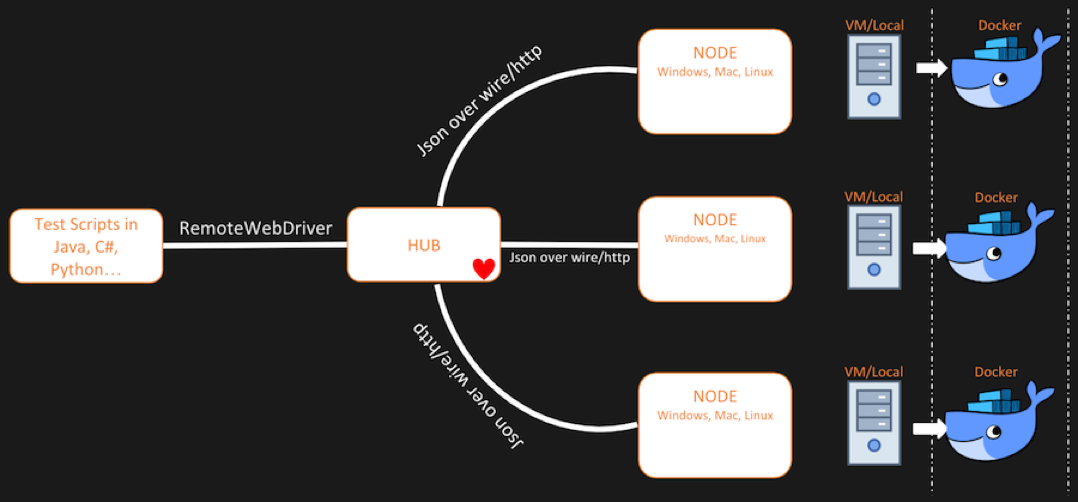 Test Scripts in
Java, C#,
Python...
RemoteWebDriver
HUB
Json over wire/http
Json over wire/http
Json over wire/http
NODE
Windows, Mac, Linux
VM/Local
Docker
NODE
Windows, Mac, Linux
VM/Local
Docker
NODE
Windows, Mac, Linux
VM/Local
Docker